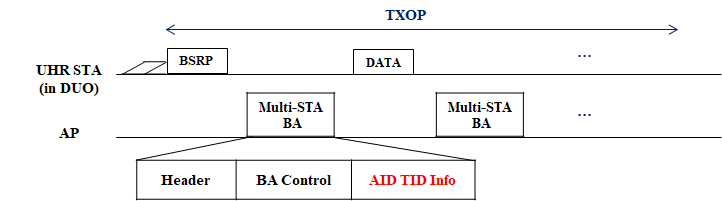 TXOP
BSRP
DATA
...
UHR STA
(in DUO)
Multi-STA
BA
Multi-STA
BA
...
AP
Header
BA Control
AID TID Info